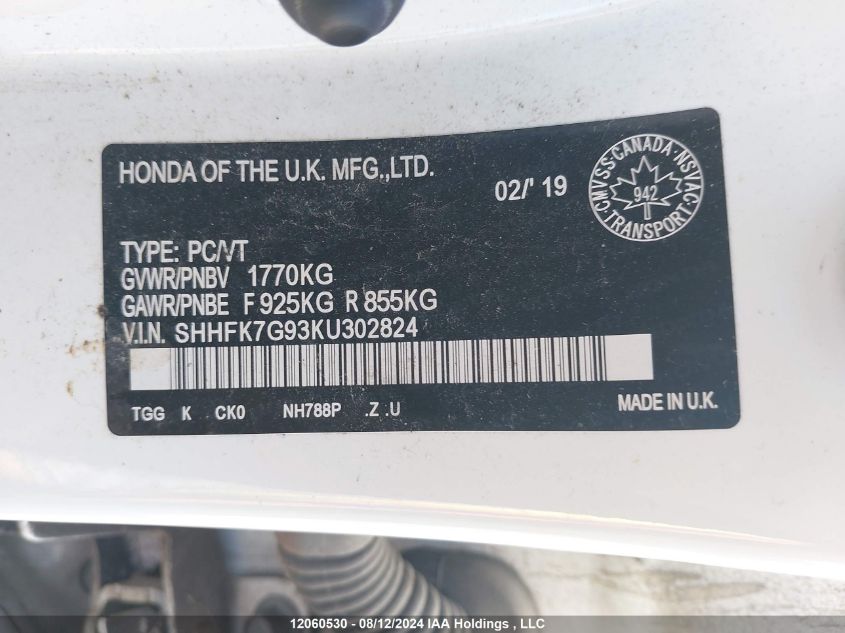 HONDA OF THE U.K. MFG.,LTD.
02/' 19
CMVSS·CANADA·NSVAC·TRANSPORT
942
TYPE: PC/VT
GVWR/PNBV 1770KG
GAWR/PNBE F 925KG R 855KG
V.I.N. SHHFK7G93KU302824
TGG K CK0 NH788P .Z .U
MADE IN U.K.
12060530 - 08/12/2024 IAA Holdings , LLC